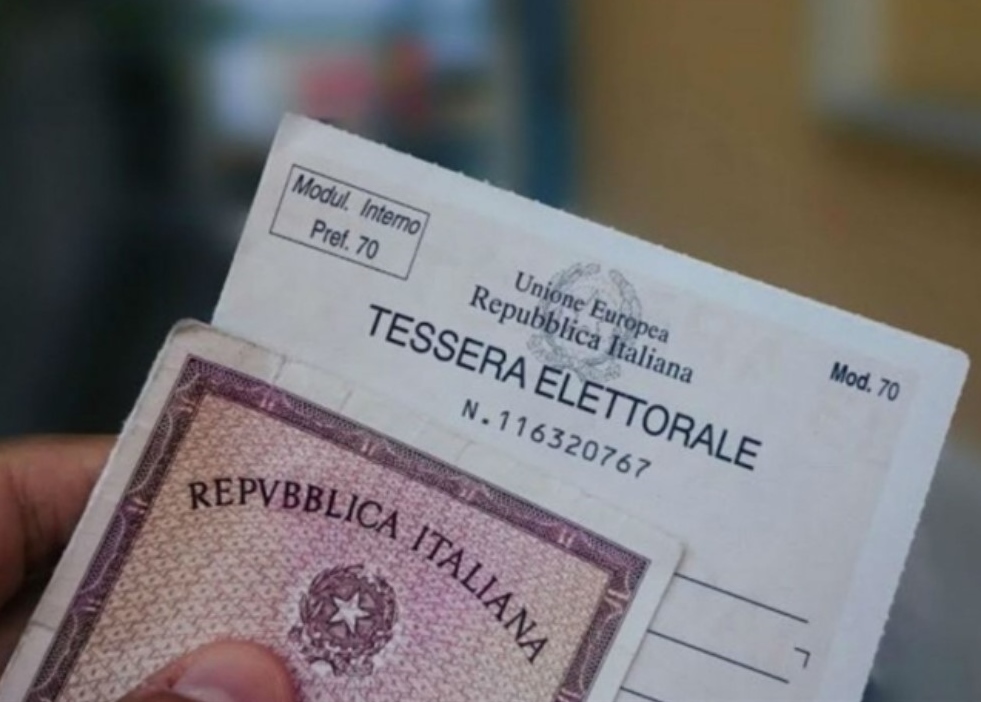 Modul. Interno
Pref. 70
Unione Europea
Repubblica Italiana
TESSERA ELETTORALE
N.116320767
Mod. 70
REPVBBLICA ITALIANA